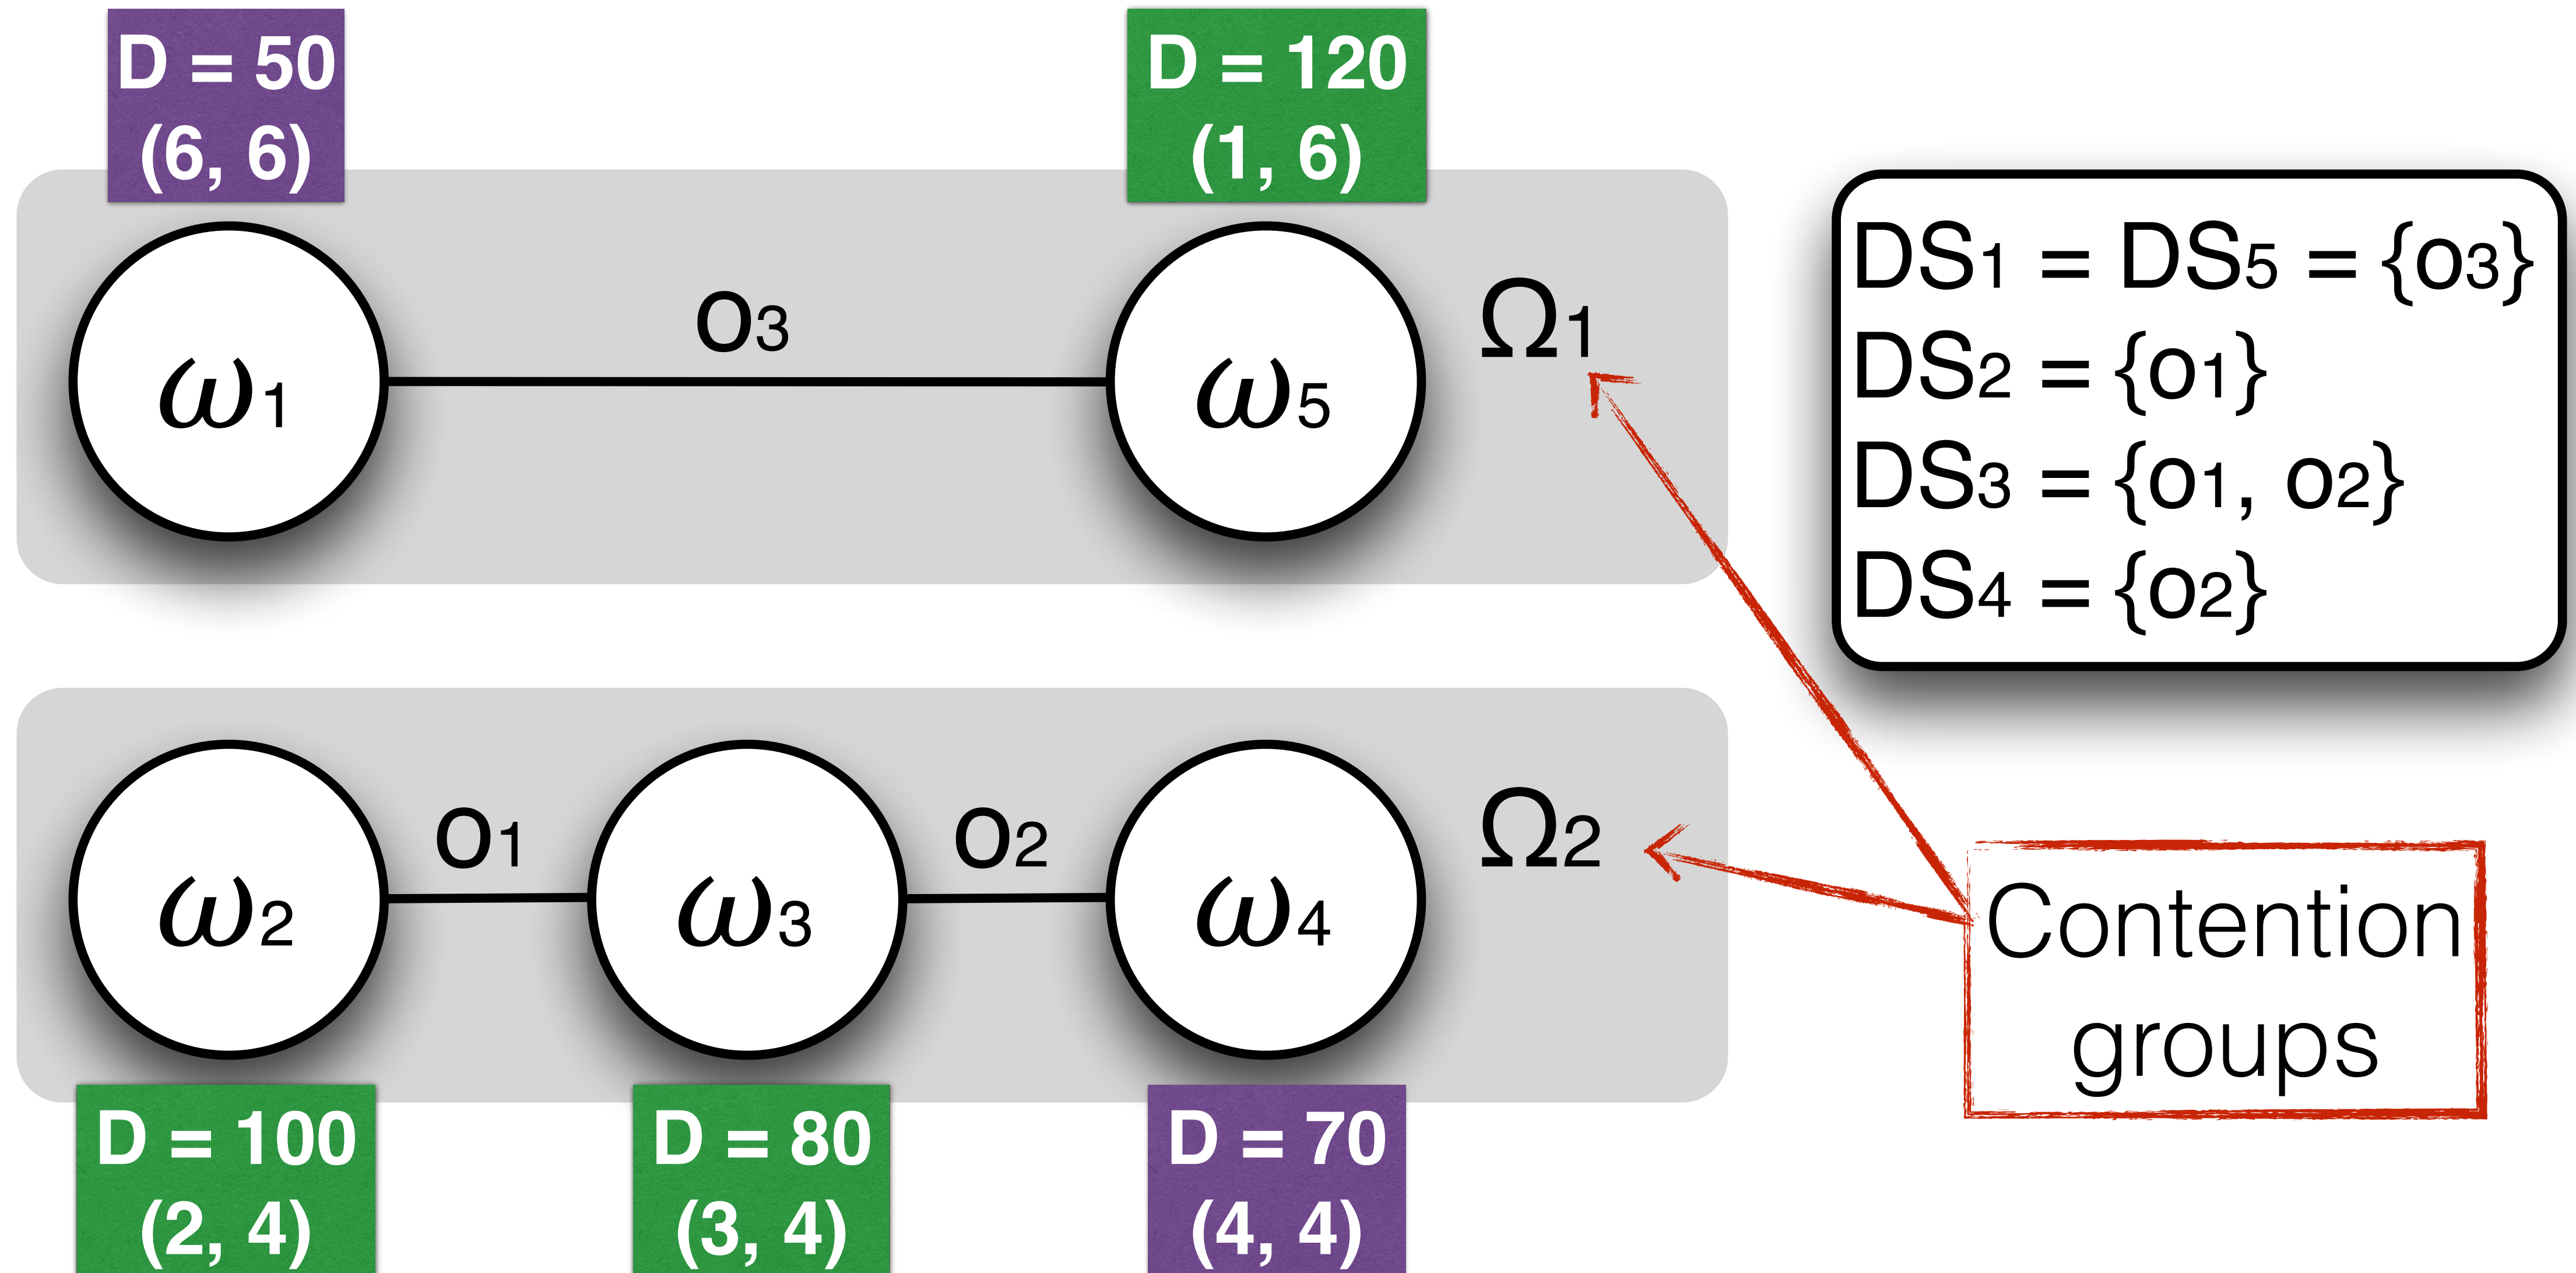 D = 50
(6, 6)
D = 120
(1, 6)
ω1
o3
ω5
Ω1
DS1 = DS5 = {o3}
DS2 = {o1}
DS3 = {o1, o2}
DS4 = {o2}
ω2
o1
ω3
o2
ω4
Ω2
Contention
groups
D = 100
(2, 4)
D = 80
(3, 4)
D = 70
(4, 4)